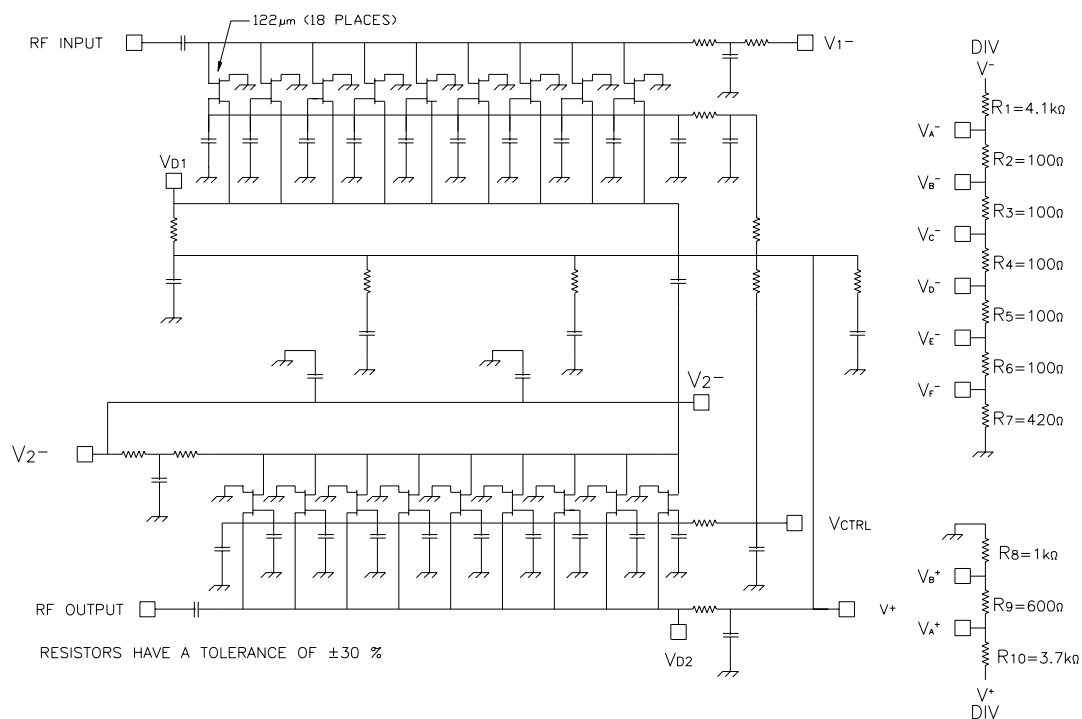 122µm (18 PLACES)
RF INPUT
V1-
VD1
V2-
V2-
VCTRL
RF OUTPUT
V+
VD2
RESISTORS HAVE A TOLERANCE OF ±30 %
DIV
V-
R1=4.1kΩ
VA-
R2=100Ω
VB-
R3=100Ω
VC-
R4=100Ω
VD-
R5=100Ω
VE-
R6=100Ω
VF-
R7=420Ω
R8=1kΩ
VB+
R9=600Ω
VA+
R10=3.7kΩ
V+
DIV